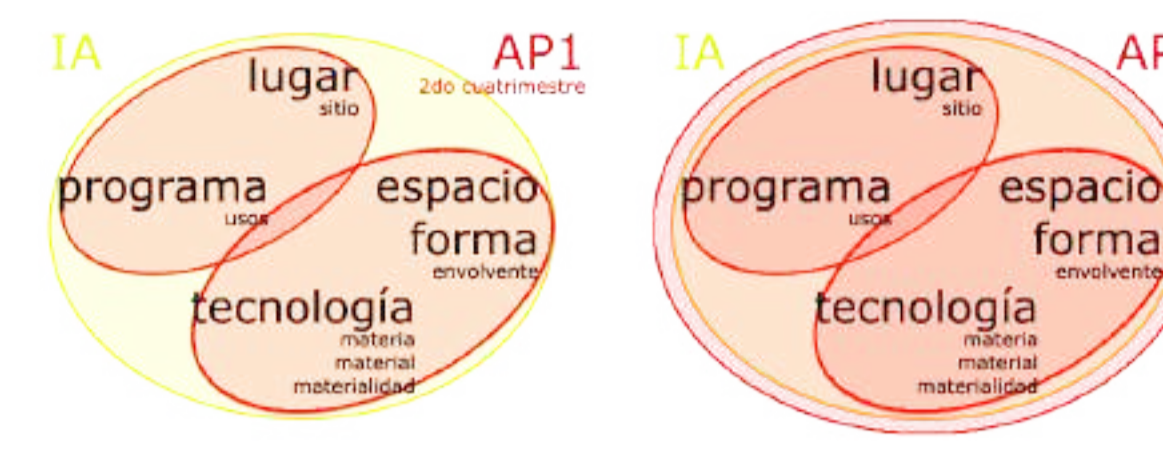 IA
AP1
2do cuatrimestre
lugar
sitio
programa
usos
espacio
forma
envolvente
tecnología
materia
material
materialidad
IA
AP
lugar
sitio
programa
usos
espacio
forma
envolvente
tecnología
materia
material
materialidad